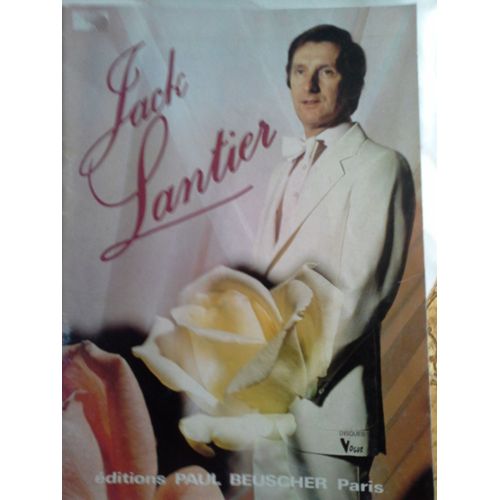 Jack
Lantier
DISQUES
VOGUE
éditions PAUL BEUSCHER Paris